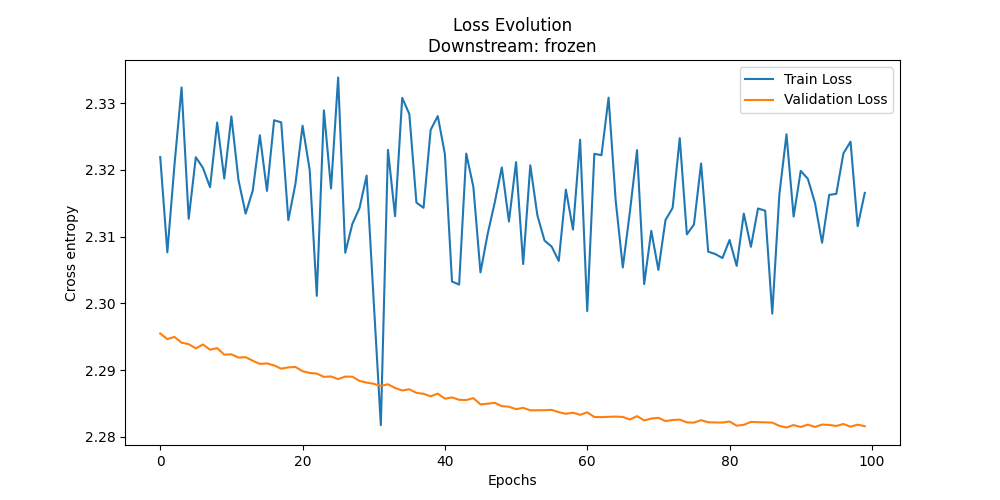 Loss Evolution
Downstream: frozen
Train Loss
Validation Loss
2.33
2.32
2.31
2.30
2.29
2.28
Cross entropy
0
20
40
60
80
100
Epochs